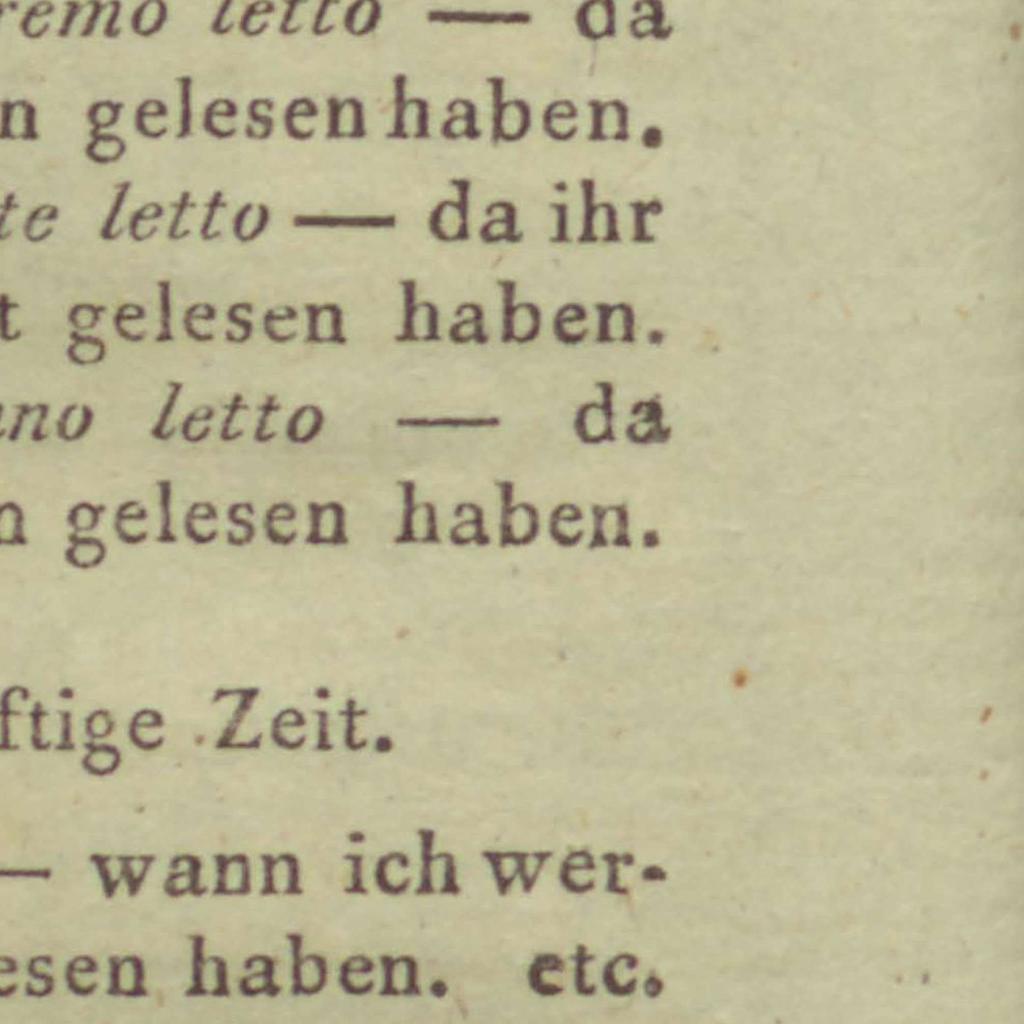 remo letto — da
n gelesen haben.
te letto — da ihr
t gelesen haben.
nno letto — da
n gelesen haben.
ftige Zeit.
— wann ich wer-
esen haben. etc.